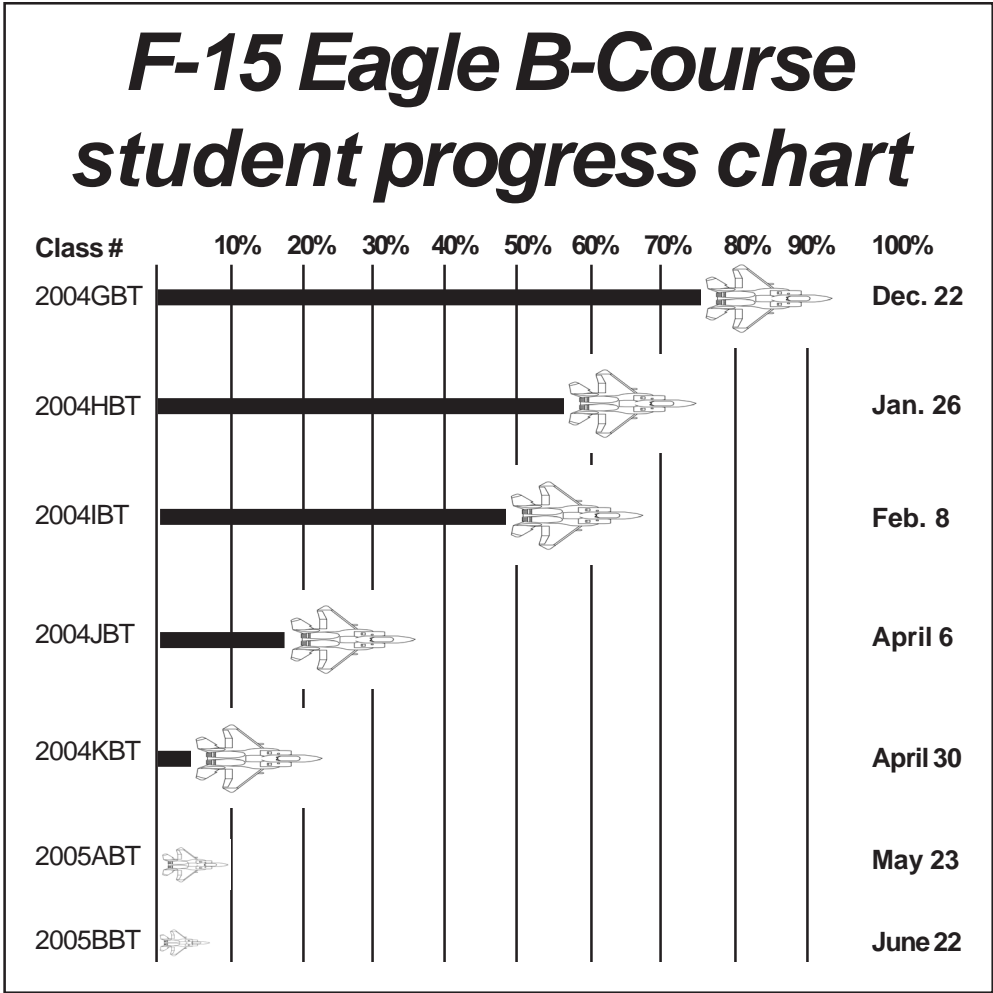 F-15 Eagle B-Course
student progress chart
Class # 10% 20% 30% 40% 50% 60% 70% 80% 90% 100%
2004GBT Dec. 22
2004HBT Jan. 26
2004IBT Feb. 8
2004JBT April 6
2004KBT April 30
2005ABT May 23
2005BBT June 22